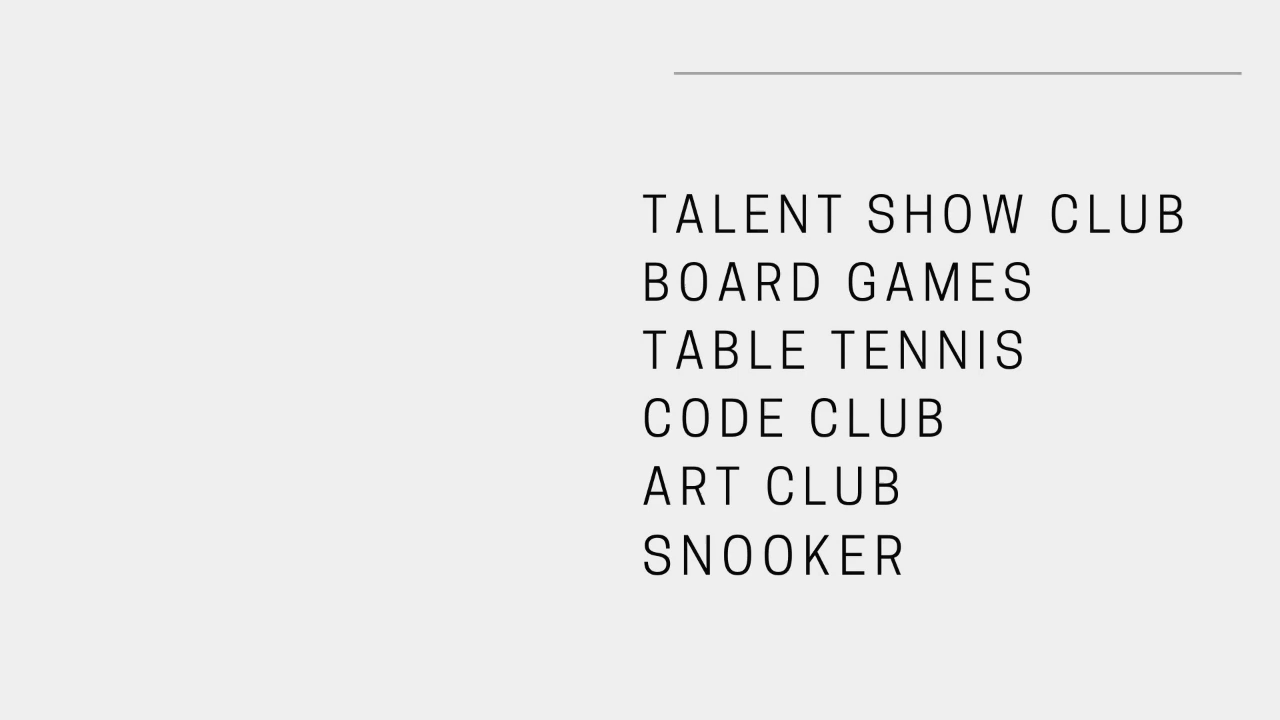 TALENT SHOW CLUB
BOARD GAMES
TABLE TENNIS
CODE CLUB
ART CLUB
SNOOKER